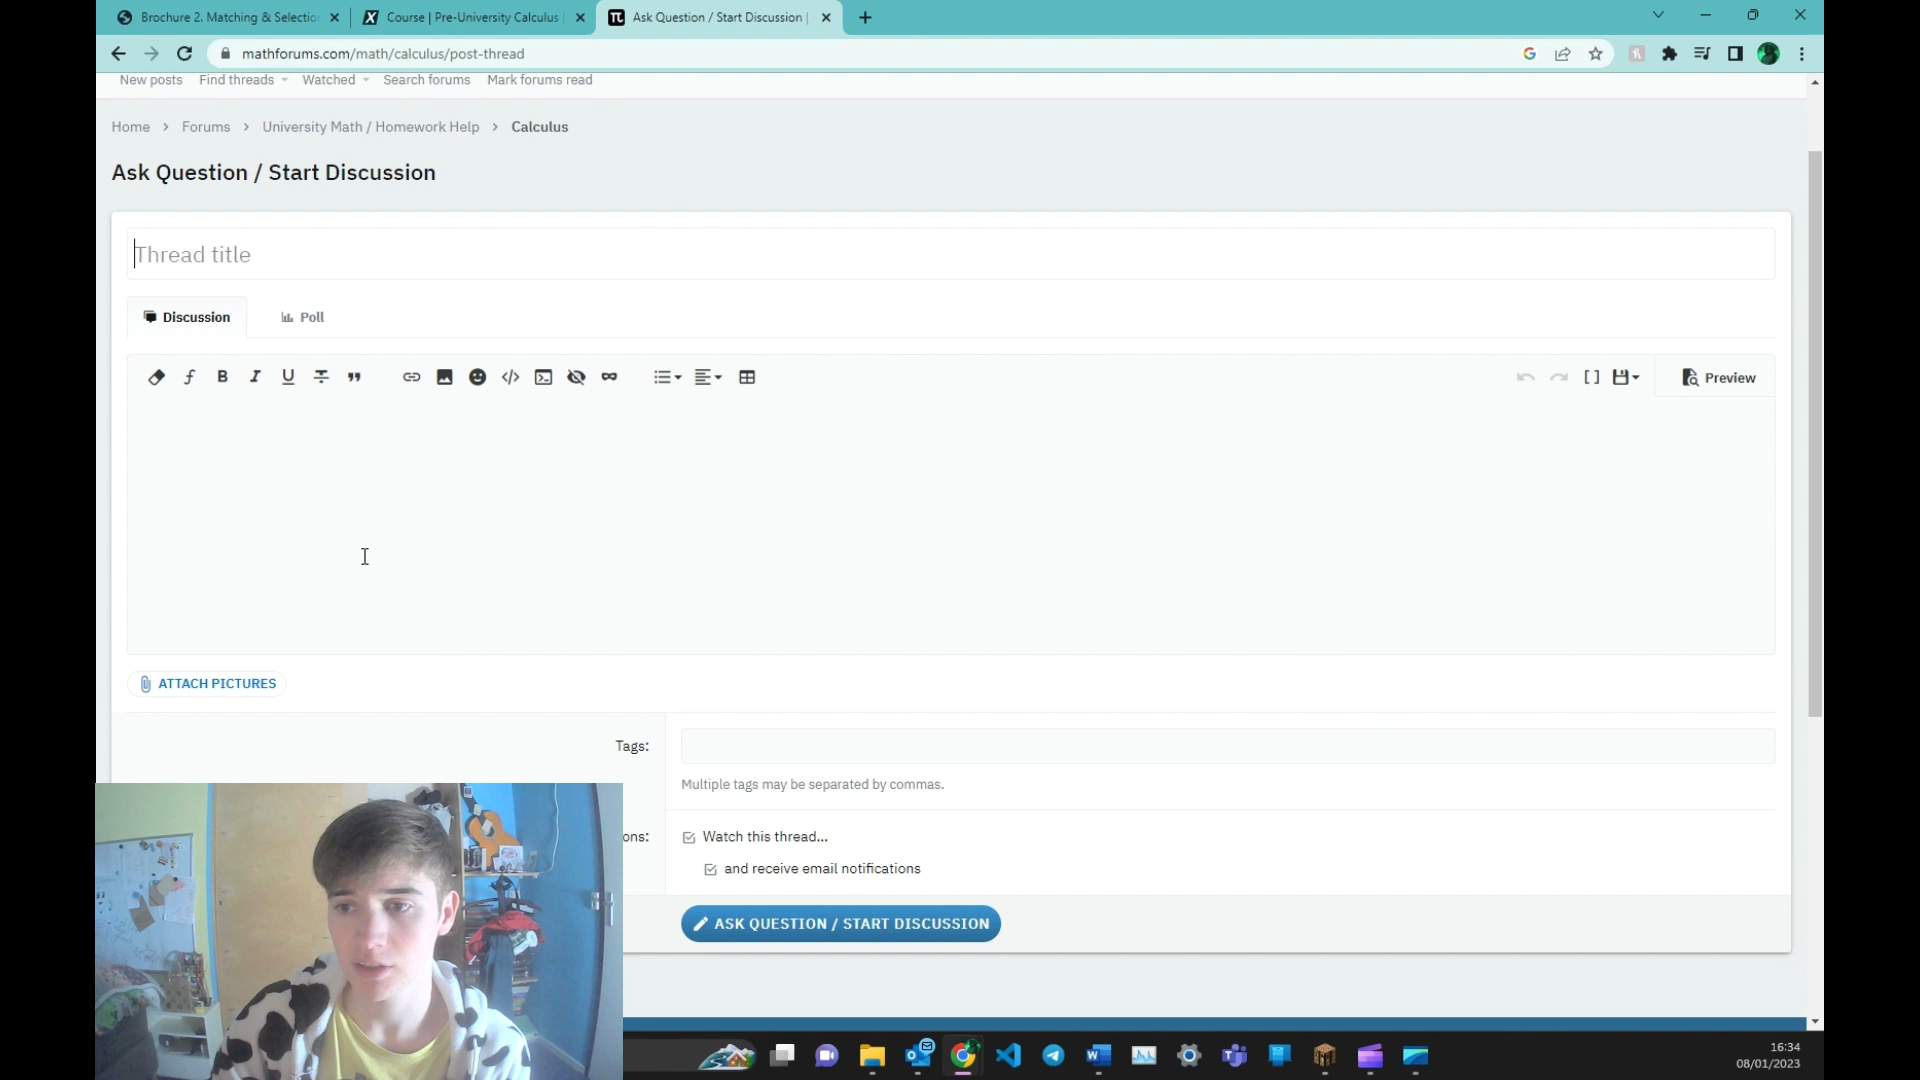 Brochure 2. Matching & Selectio
Course | Pre-University Calculus
Ask Question / Start Discussion |
mathforums.com/math/calculus/post-thread
New posts Find threads Watched Search forums Mark forums read
Home > Forums > University Math / Homework Help > Calculus
Ask Question / Start Discussion
Thread title
Discussion Poll
Preview
ATTACH PICTURES
Tags:
Multiple tags may be separated by commas.
ons: Watch this thread...
and receive email notifications
ASK QUESTION / START DISCUSSION
16:34
08/01/2023